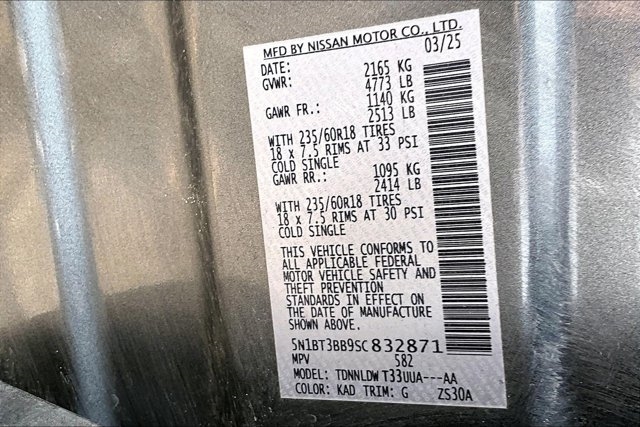 MFD BY NISSAN MOTOR CO., LTD.
DATE: 03/25
GVWR: 2165 KG
4773 LB
GAWR FR.: 1140 KG
2513 LB
WITH 235/60R18 TIRES
18 x 7.5 RIMS AT 33 PSI
COLD SINGLE
GAWR RR.: 1095 KG
2414 LB
WITH 235/60R18 TIRES
18 x 7.5 RIMS AT 30 PSI
COLD SINGLE
THIS VEHICLE CONFORMS TO
ALL APPLICABLE FEDERAL
MOTOR VEHICLE SAFETY AND
THEFT PREVENTION
STANDARDS IN EFFECT ON
THE DATE OF MANUFACTURE
SHOWN ABOVE.
5N1BT3BB9SC832871
MPV 582
MODEL: TDNNLDW T33UUA---AA
COLOR: KAD TRIM: G ZS30A